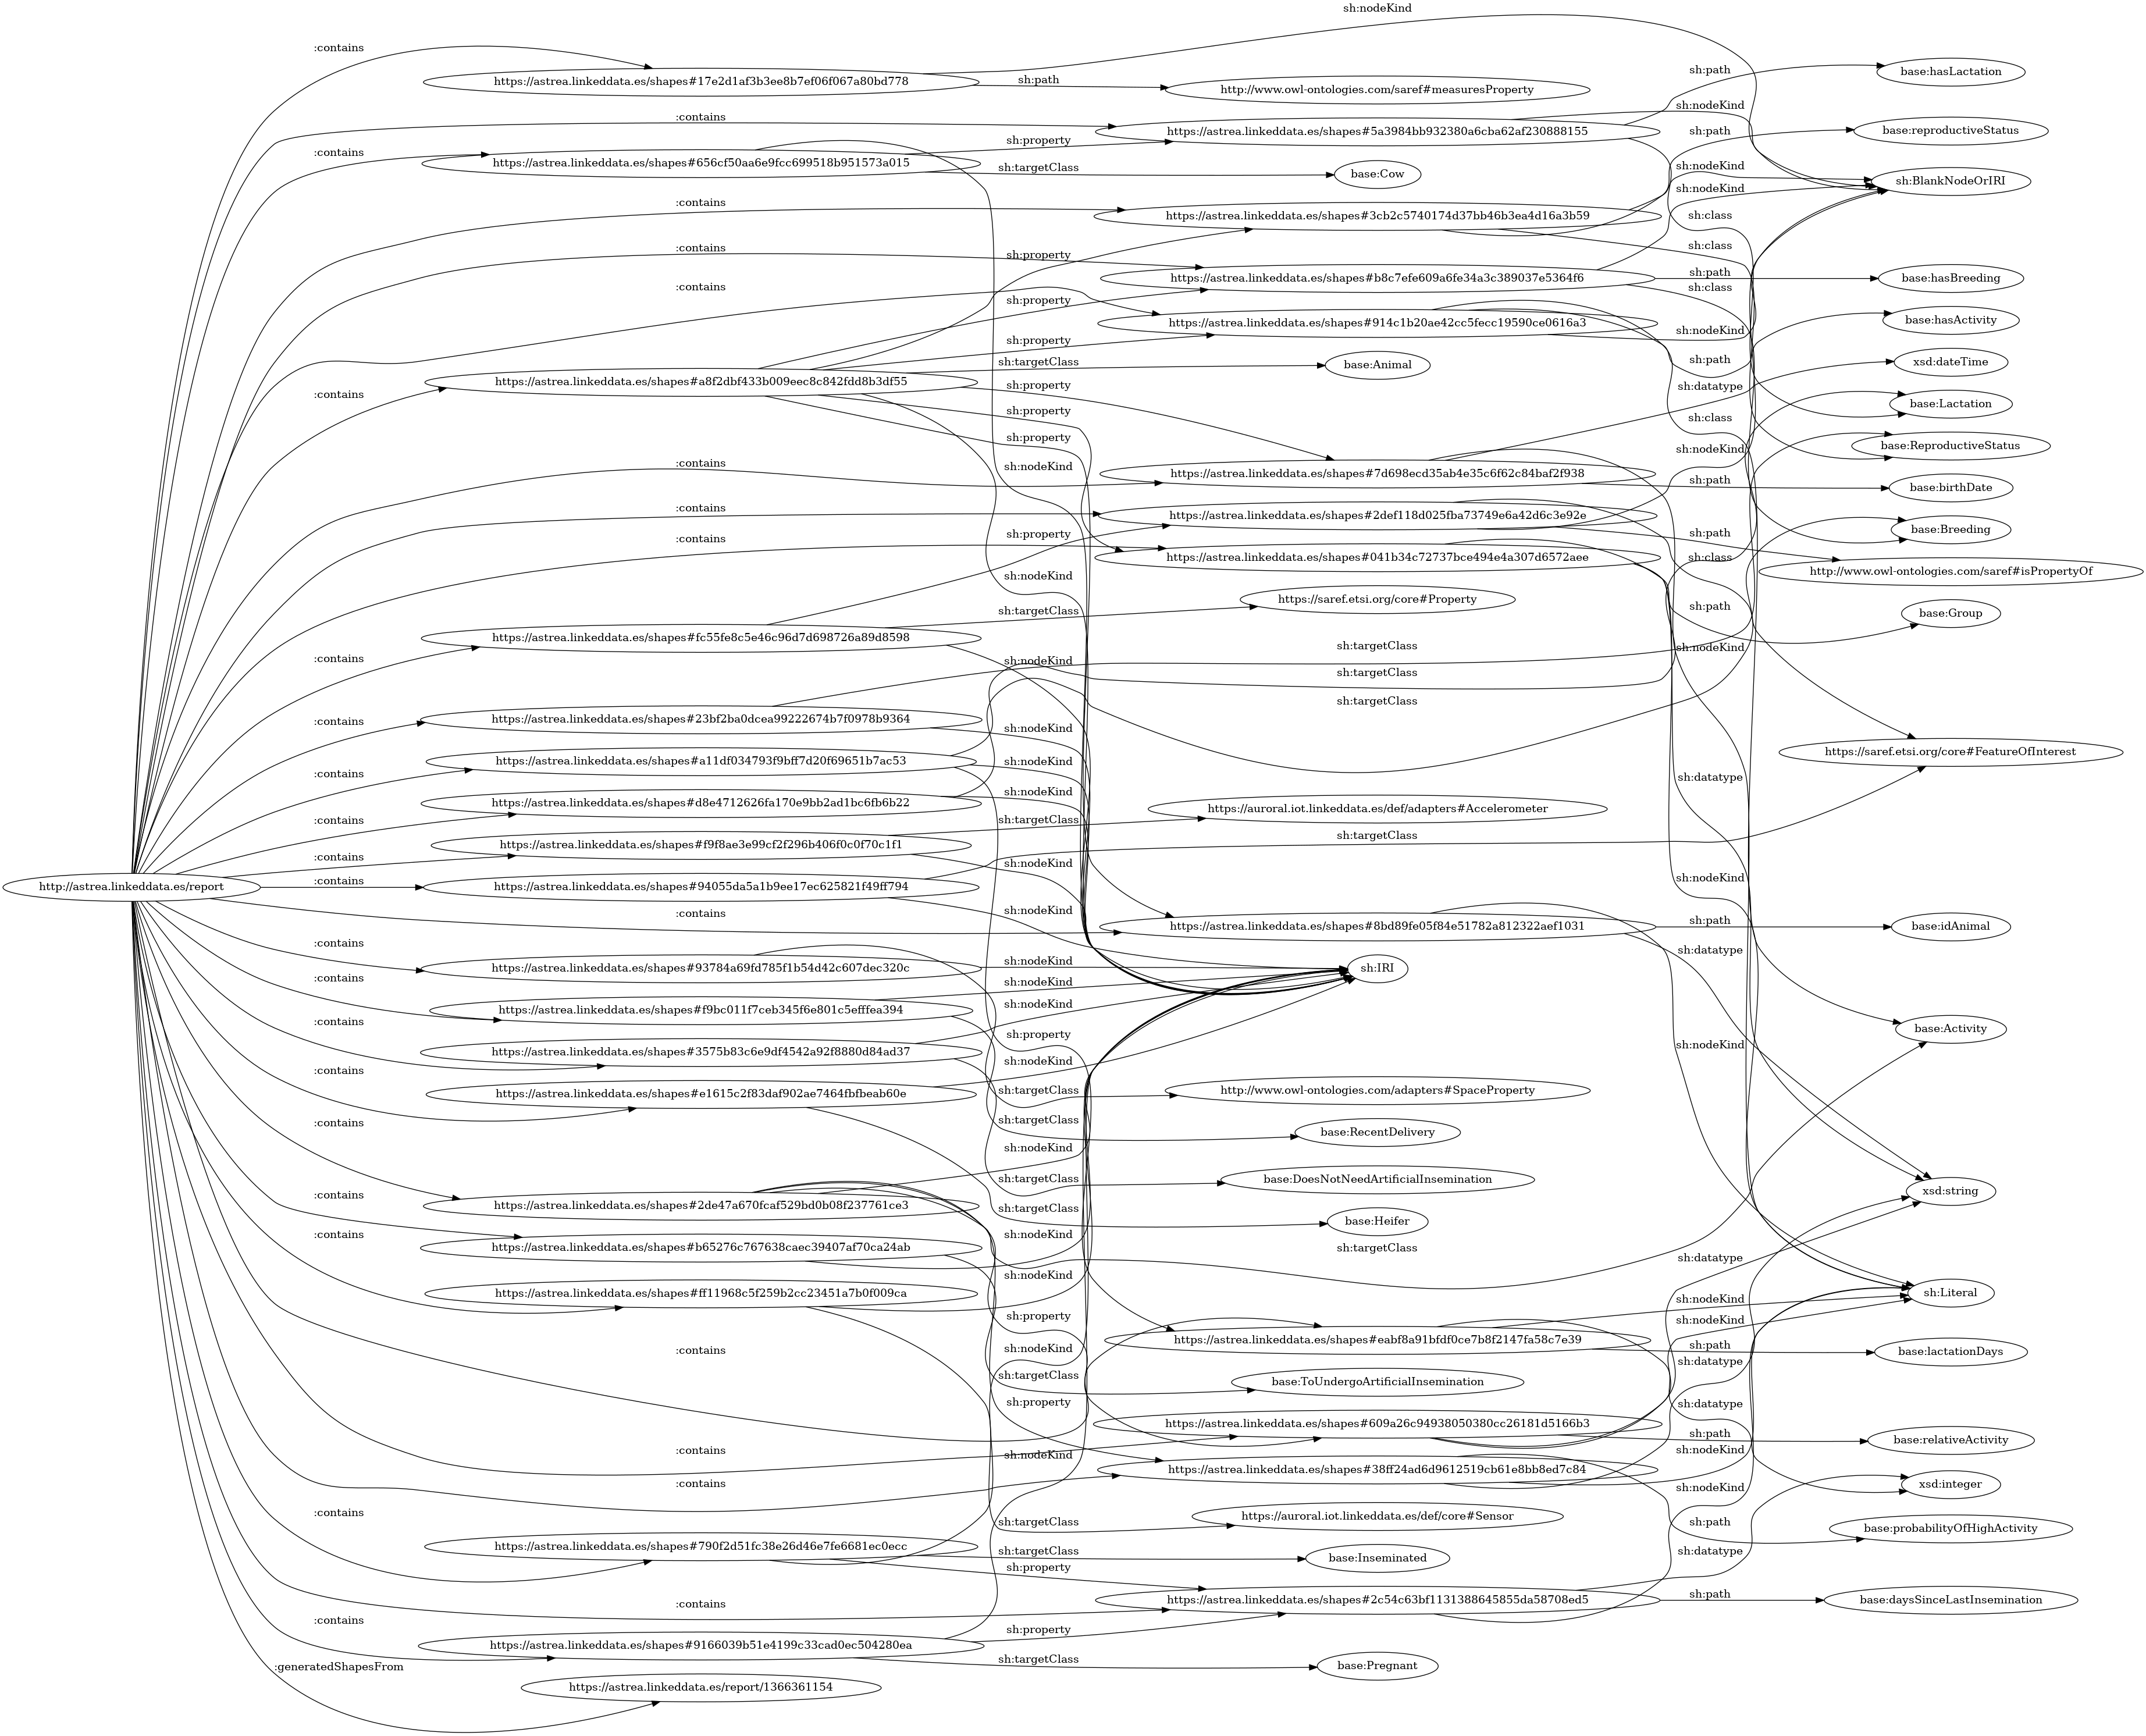 sh:nodeKind
:contains
base:hasLactation
sh:path
https://astrea.linkeddata.es/shapes#17e2d1af3b3ee8b7ef06f067a80bd778
sh:path
http://www.owl-ontologies.com/saref#measuresProperty
sh:nodeKind
:contains
https://astrea.linkeddata.es/shapes#5a3984bb932380a6cba62af230888155
sh:path
base:reproductiveStatus
:contains
sh:property
https://astrea.linkeddata.es/shapes#656cf50aa6e9fcc699518b951573a015
sh:targetClass
base:Cow
sh:nodeKind
sh:BlankNodeOrIRI
sh:nodeKind
:contains
https://astrea.linkeddata.es/shapes#3cb2c5740174d37bb46b3ea4d16a3b59
sh:class
:contains
sh:property
sh:class
https://astrea.linkeddata.es/shapes#b8c7efe609a6fe34a3c389037e5364f6
sh:path
base:hasBreeding
:contains
sh:class
sh:property
https://astrea.linkeddata.es/shapes#914c1b20ae42cc5fecc19590ce0616a3
sh:nodeKind
base:hasActivity
sh:property
sh:path
base:Animal
xsd:dateTime
sh:targetClass
https://astrea.linkeddata.es/shapes#a8f2dbf433b009eec8c842fdd8b3df55
sh:property
sh:datatype
:contains
base:Lactation
sh:property
sh:class
sh:property
base:ReproductiveStatus
sh:nodeKind
:contains
sh:nodeKind
https://astrea.linkeddata.es/shapes#7d698ecd35ab4e35c6f62c84baf2f938
sh:path
base:birthDate
:contains
https://astrea.linkeddata.es/shapes#2def118d025fba73749e6a42d6c3e92e
sh:property
sh:path
base:Breeding
:contains
https://astrea.linkeddata.es/shapes#041b34c72737bce494e4a307d6572aee
sh:class
http://www.owl-ontologies.com/saref#isPropertyOf
sh:nodeKind
https://saref.etsi.org/core#Property
sh:targetClass
sh:path
base:Group
https://astrea.linkeddata.es/shapes#fc55fe8c5e46c96d7d698726a89d8598
sh:targetClass
sh:nodeKind
:contains
sh:nodeKind
sh:targetClass
sh:targetClass
https://astrea.linkeddata.es/shapes#23bf2ba0dcea99222674b7f0978b9364
:contains
sh:nodeKind
https://saref.etsi.org/core#FeatureOfInterest
https://astrea.linkeddata.es/shapes#a11df034793f9bff7d20f69651b7ac53
sh:nodeKind
:contains
sh:datatype
sh:nodeKind
https://astrea.linkeddata.es/shapes#d8e4712626fa170e9bb2ad1bc6fb6b22
https://auroral.iot.linkeddata.es/def/adapters#Accelerometer
:contains
sh:targetClass
sh:targetClass
https://astrea.linkeddata.es/shapes#f9f8ae3e99cf2f296b406f0c0f70c1f1
:contains
sh:nodeKind
sh:nodeKind
http://astrea.linkeddata.es/report
:contains
https://astrea.linkeddata.es/shapes#94055da5a1b9ee17ec625821f49ff794
:contains
sh:nodeKind
sh:path
https://astrea.linkeddata.es/shapes#8bd89fe05f84e51782a812322aef1031
base:idAnimal
:contains
sh:datatype
https://astrea.linkeddata.es/shapes#93784a69fd785f1b54d42c607dec320c
sh:nodeKind
sh:IRI
:contains
sh:nodeKind
https://astrea.linkeddata.es/shapes#f9bc011f7ceb345f6e801c5efffea394
sh:nodeKind
:contains
base:Activity
sh:property
sh:nodeKind
https://astrea.linkeddata.es/shapes#3575b83c6e9df4542a92f8880d84ad37
sh:nodeKind
:contains
https://astrea.linkeddata.es/shapes#e1615c2f83daf902ae7464fbfbeab60e
sh:targetClass
http://www.owl-ontologies.com/adapters#SpaceProperty
:contains
sh:targetClass
base:RecentDelivery
sh:nodeKind
sh:targetClass
base:DoesNotNeedArtificialInsemination
:contains
xsd:string
https://astrea.linkeddata.es/shapes#2de47a670fcaf529bd0b08f237761ce3
sh:targetClass
base:Heifer
:contains
sh:nodeKind
https://astrea.linkeddata.es/shapes#b65276c767638caec39407af70ca24ab
sh:targetClass
sh:datatype
sh:nodeKind
https://astrea.linkeddata.es/shapes#ff11968c5f259b2cc23451a7b0f009ca
sh:Literal
sh:nodeKind
sh:property
sh:nodeKind
https://astrea.linkeddata.es/shapes#eabf8a91bfdf0ce7b8f2147fa58c7e39
sh:path
:contains
sh:nodeKind
base:lactationDays
sh:datatype
sh:targetClass
base:ToUndergoArtificialInsemination
sh:property
sh:datatype
https://astrea.linkeddata.es/shapes#609a26c94938050380cc26181d5166b3
sh:path
base:relativeActivity
:contains
sh:nodeKind
sh:nodeKind
https://astrea.linkeddata.es/shapes#38ff24ad6d9612519cb61e8bb8ed7c84
:contains
sh:nodeKind
xsd:integer
:contains
https://auroral.iot.linkeddata.es/def/core#Sensor
sh:targetClass
sh:path
base:probabilityOfHighActivity
https://astrea.linkeddata.es/shapes#790f2d51fc38e26d46e7fe6681ec0ecc
sh:targetClass
base:Inseminated
sh:datatype
sh:property
sh:path
https://astrea.linkeddata.es/shapes#2c54c63bf1131388645855da58708ed5
base:daysSinceLastInsemination
:contains
:contains
sh:property
https://astrea.linkeddata.es/shapes#9166039b51e4199c33cad0ec504280ea
sh:targetClass
base:Pregnant
:generatedShapesFrom
https://astrea.linkeddata.es/report/1366361154